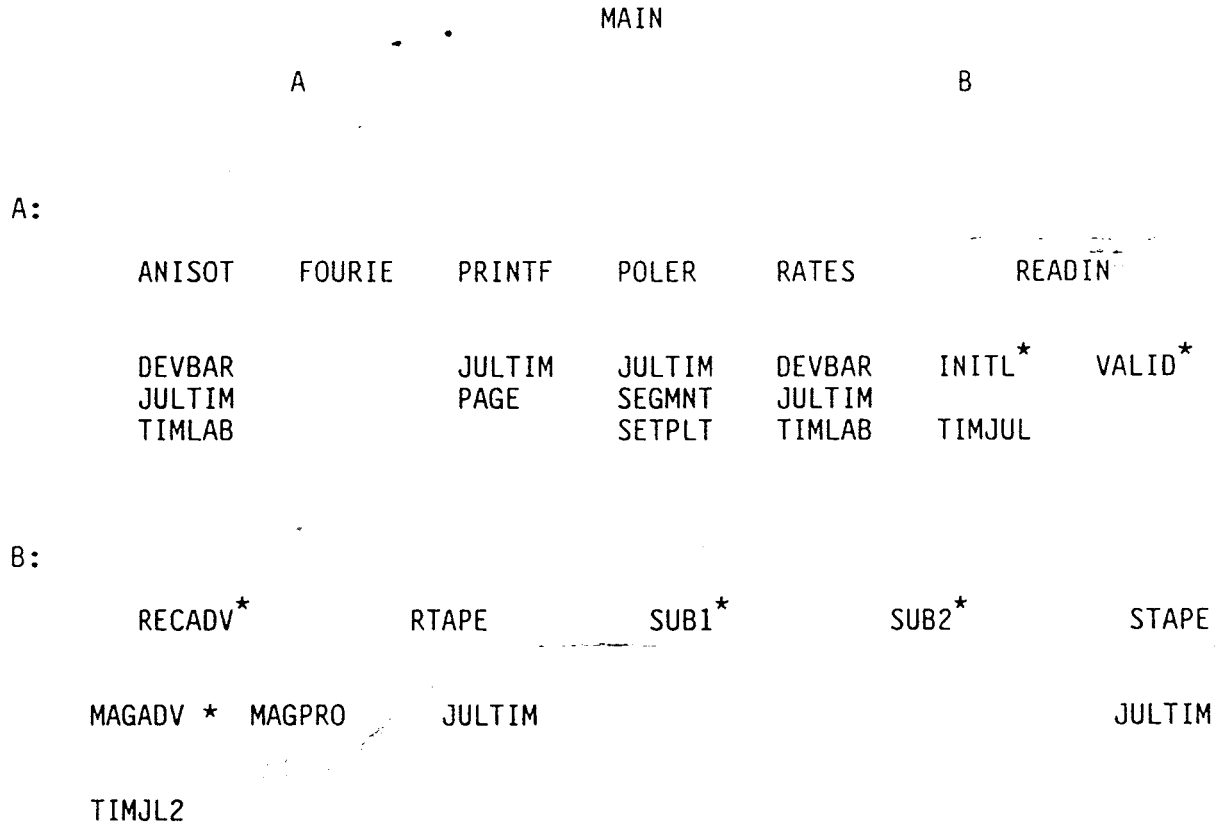 MAIN
A B
A:
ANISOT FOURIE PRINTF POLER RATES READIN
DEVBAR JULTIM JULTIM DEVBAR INITL* VALID*
JULTIM PAGE SEGMNT JULTIM
TIMLAB SETPLT TIMLAB TIMJUL
B:
RECADV* RTAPE SUB1* SUB2* STAPE
MAGADV * MAGPRO JULTIM JULTIM
TIMJL2